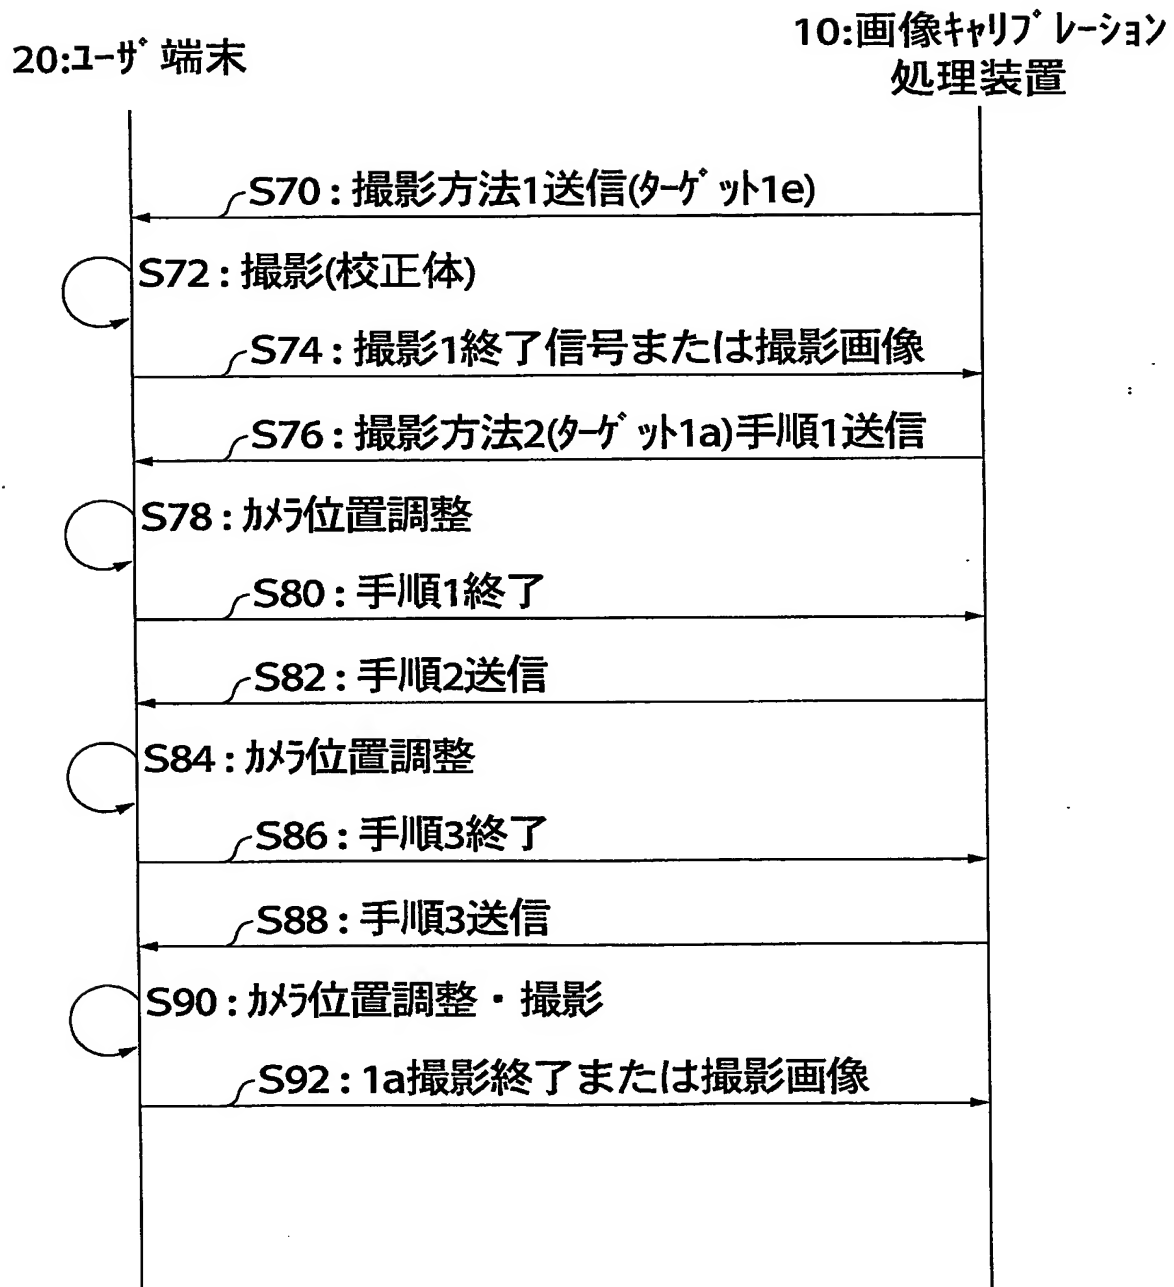 20:ﾕｰｻﾞ端末
10:画像ｷｬﾘﾌﾞﾚｰｼｮﾝ
処理装置
S70：撮影方法1送信(ﾀｰｹﾞｯﾄ1e)
S72：撮影(校正体)
S74：撮影1終了信号または撮影画像
S76：撮影方法2(ﾀｰｹﾞｯﾄ1a)手順1送信
S78：ｶﾒﾗ位置調整
S80：手順1終了
S82：手順2送信
S84：ｶﾒﾗ位置調整
S86：手順3終了
S88：手順3送信
S90：ｶﾒﾗ位置調整・撮影
S92：1a撮影終了または撮影画像